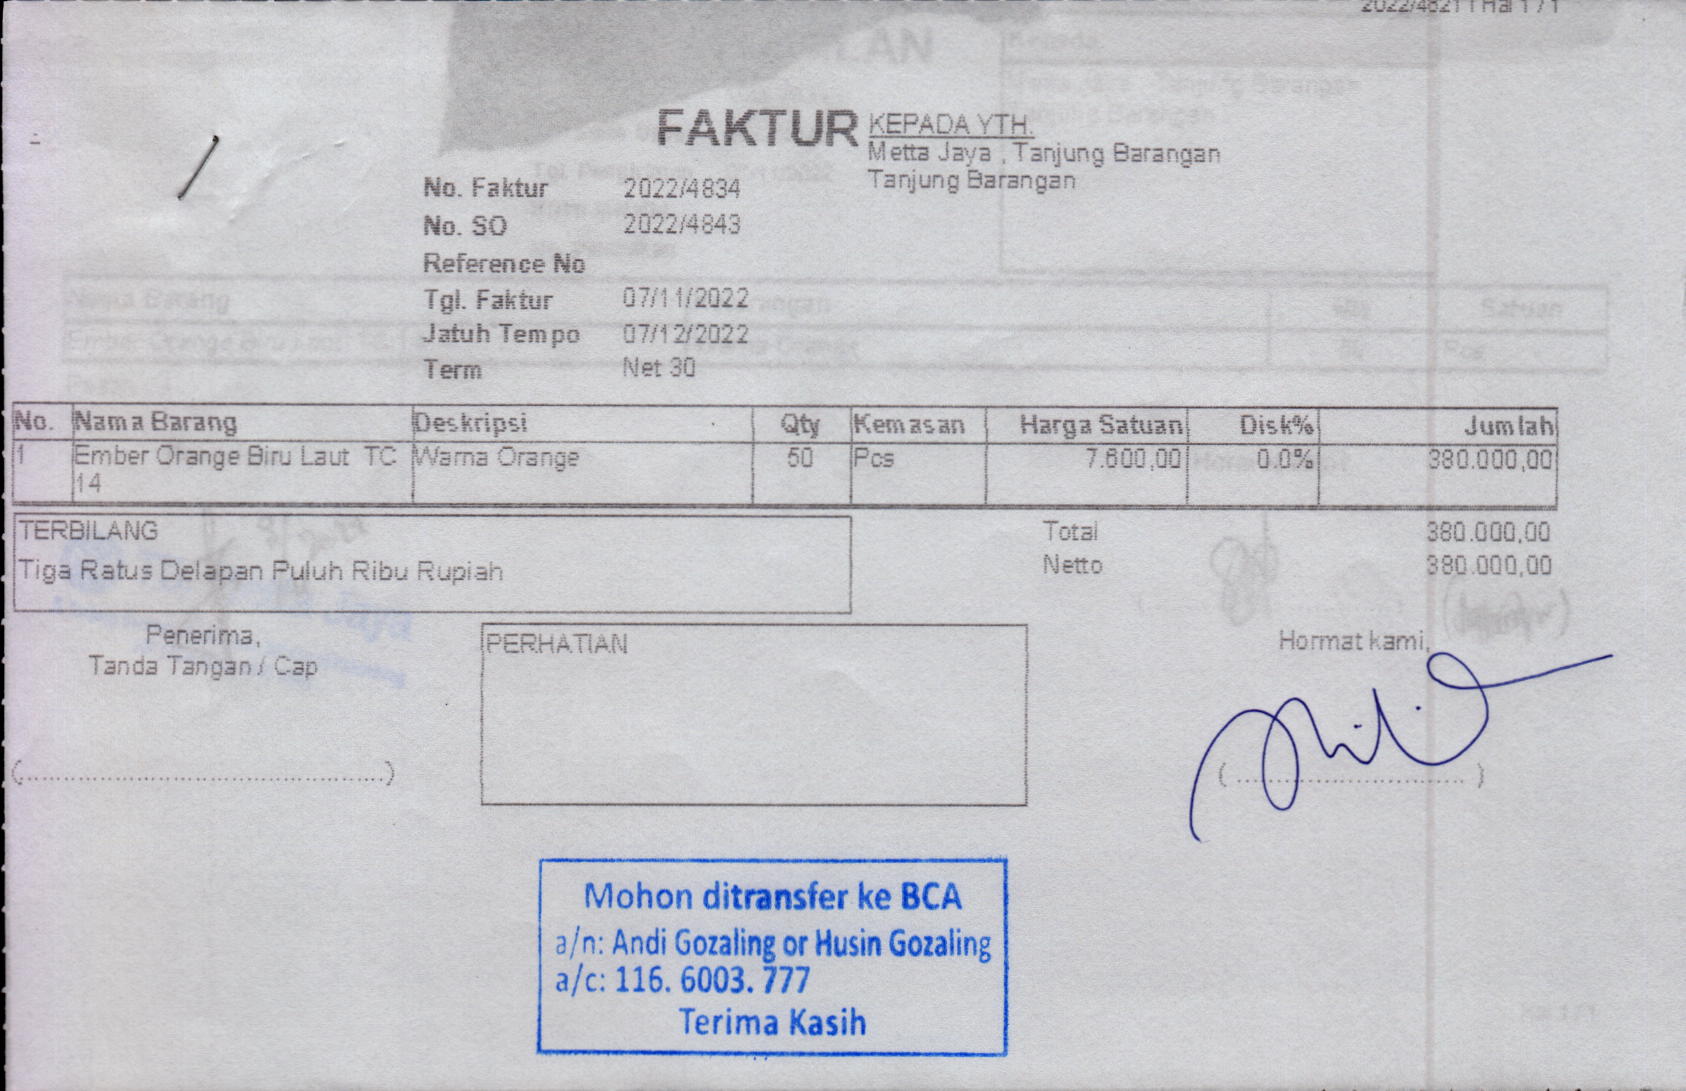 2022/4821 | Hal 1 / 1
FAKTUR
KEPADA YTH.
Metta Jaya , Tanjung Barangan
Tanjung Barangan
No. Faktur 2022/4834
No. SO 2022/4843
Reference No
Tgl. Faktur 07/11/2022
Jatuh Tempo 07/12/2022
Term Net 30
No. Nama Barang Deskripsi Qty Kemasan Harga Satuan Disk% Jumlah
1 Ember Orange Biru Laut TC Warna Orange 50 Pcs 7.600,00 0.0% 380.000,00
14
TERBILANG
Tiga Ratus Delapan Puluh Ribu Rupiah
Total 380.000,00
Netto 380.000,00
Penerima,
Tanda Tangan / Cap
PERHATIAN
Hormat kami,
(................................................)
( ................................ )
Mohon ditransfer ke BCA
a/n: Andi Gozaling or Husin Gozaling
a/c: 116. 6003. 777
Terima Kasih